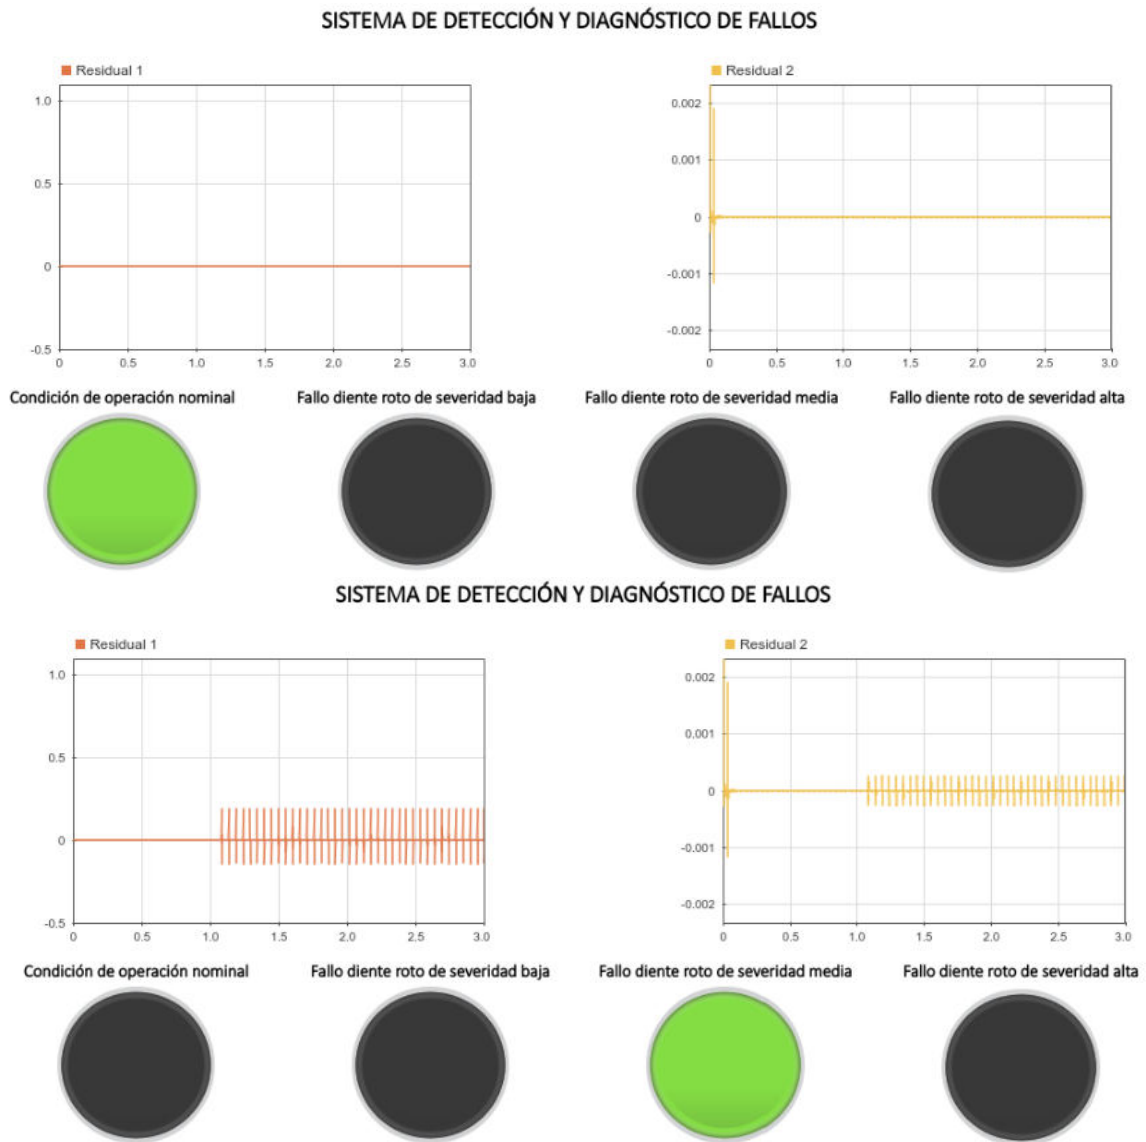 SISTEMA DE DETECCIÓN Y DIAGNÓSTICO DE FALLOS
Residual 1
1.0
0.5
0
-0.5
0 0.5 1.0 1.5 2.0 2.5 3.0
Residual 2
0.002
0.001
0
-0.001
-0.002
0 0.5 1.0 1.5 2.0 2.5 3.0
Condición de operación nominal
Fallo diente roto de severidad baja
Fallo diente roto de severidad media
Fallo diente roto de severidad alta
SISTEMA DE DETECCIÓN Y DIAGNÓSTICO DE FALLOS
Residual 1
1.0
0.5
0
-0.5
0 0.5 1.0 1.5 2.0 2.5 3.0
Residual 2
0.002
0.001
0
-0.001
-0.002
0 0.5 1.0 1.5 2.0 2.5 3.0
Condición de operación nominal
Fallo diente roto de severidad baja
Fallo diente roto de severidad media
Fallo diente roto de severidad alta